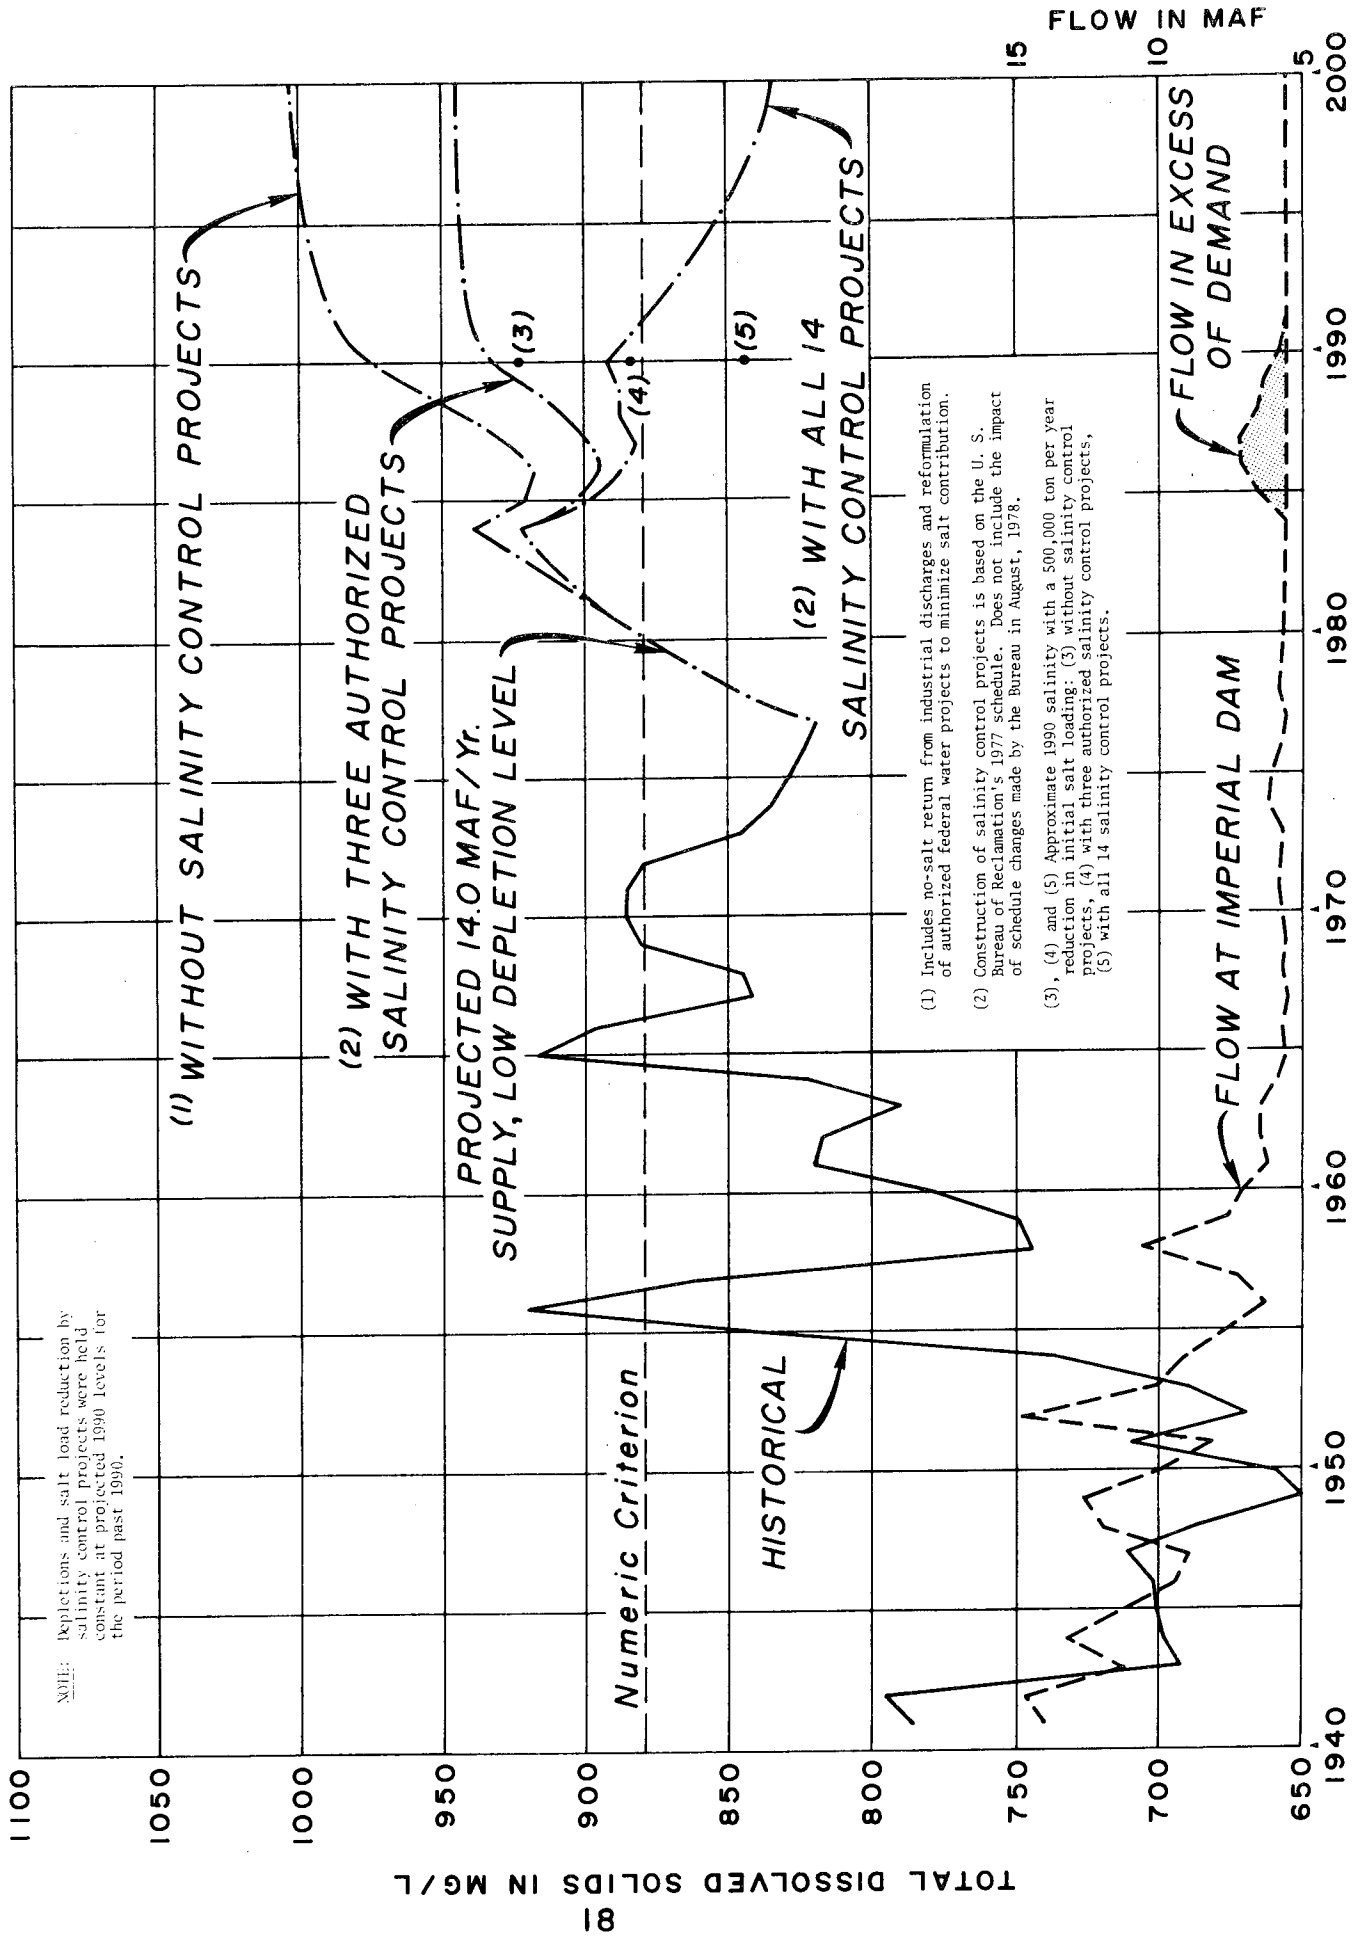 NOTE: Depletions and salt load reduction by
salinity control projects were held
constant at projected 1990 levels for
the period past 1990.
1100
1050
1000
950
900
850
800
750
700
650
TOTAL DISSOLVED SOLIDS IN MG/L
(1) WITHOUT SALINITY CONTROL PROJECTS
(2) WITH THREE AUTHORIZED
SALINITY CONTROL PROJECTS
PROJECTED 14.0 MAF/Yr.
SUPPLY, LOW DEPLETION LEVEL
Numeric Criterion
HISTORICAL
(3)
(4)
(5)
(2) WITH ALL 14
SALINITY CONTROL PROJECTS
(1) Includes no-salt return from industrial discharges and reformulation
of authorized federal water projects to minimize salt contribution.
(2) Construction of salinity control projects is based on the U. S.
Bureau of Reclamation's 1977 schedule. Does not include the impact
of schedule changes made by the Bureau in August, 1978.
(3), (4) and (5) Approximate 1990 salinity with a 500,000 ton per year
reduction in initial salt loading: (3) without salinity control
projects, (4) with three authorized salinity control projects,
(5) with all 14 salinity control projects.
FLOW AT IMPERIAL DAM
FLOW IN EXCESS
OF DEMAND
15
10
5
FLOW IN MAF
1940
1950
1960
1970
1980
1990
2000
81